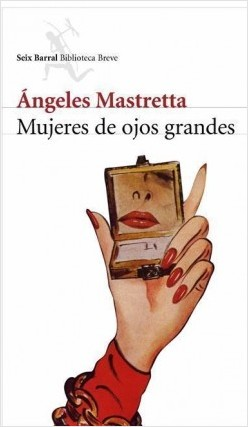 Seix Barral Biblioteca Breve
Ángeles Mastretta
Mujeres de ojos grandes